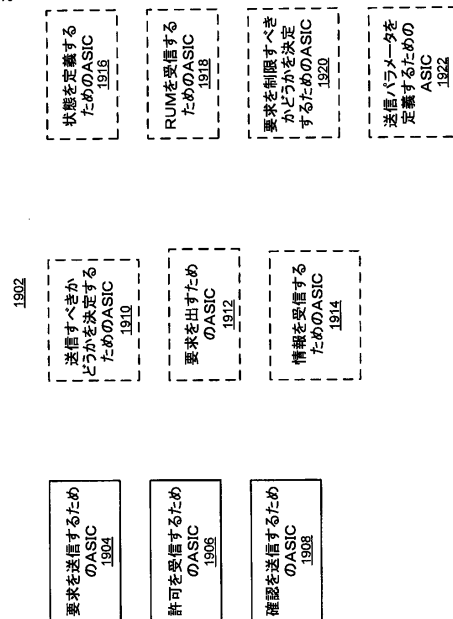 1902
要求を送信するため
のASIC
1904
許可を受信するため
のASIC
1906
確認を送信するため
のASIC
1908
送信すべきか
どうかを決定する
ためのASIC
1910
要求を出すため
のASIC
1912
情報を受信する
ためのASIC
1914
状態を定義する
ためのASIC
1916
RUMを受信する
ためのASIC
1918
要求を制限すべき
かどうかを決定
するためのASIC
1920
送信パラメータを
定義するための
ASIC
1922